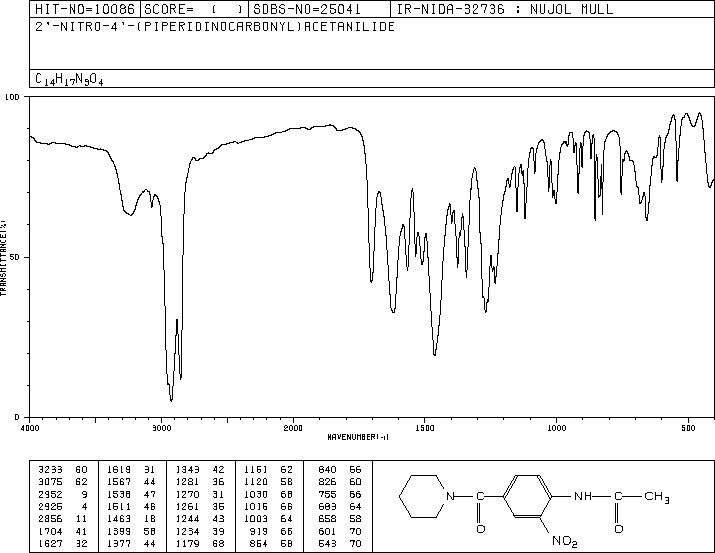 HIT-NO=10086 SCORE= ( ) SDBS-NO=25041 IR-NIDA-32736 : NUJOL MULL
2'-NITRO-4'-(PIPERIDINOCARBONYL)ACETANILIDE
C14H17N3O4
100
50
0
TRANSMITTANCE(%)
4000 3000 2000 1500 1000 500
WAVENUMBER(-1)
3233 60 1619 31 1343 42 1161 62 840 56
3075 62 1567 44 1281 36 1120 58 826 60
2952 9 1538 47 1270 31 1030 68 755 66
2925 4 1511 46 1261 35 1016 66 683 64
2856 11 1463 18 1244 43 1003 64 658 58
1704 41 1399 58 1234 39 919 66 601 70
1627 32 1377 44 1179 68 854 58 543 70
N C NH C CH3
O O
NO2